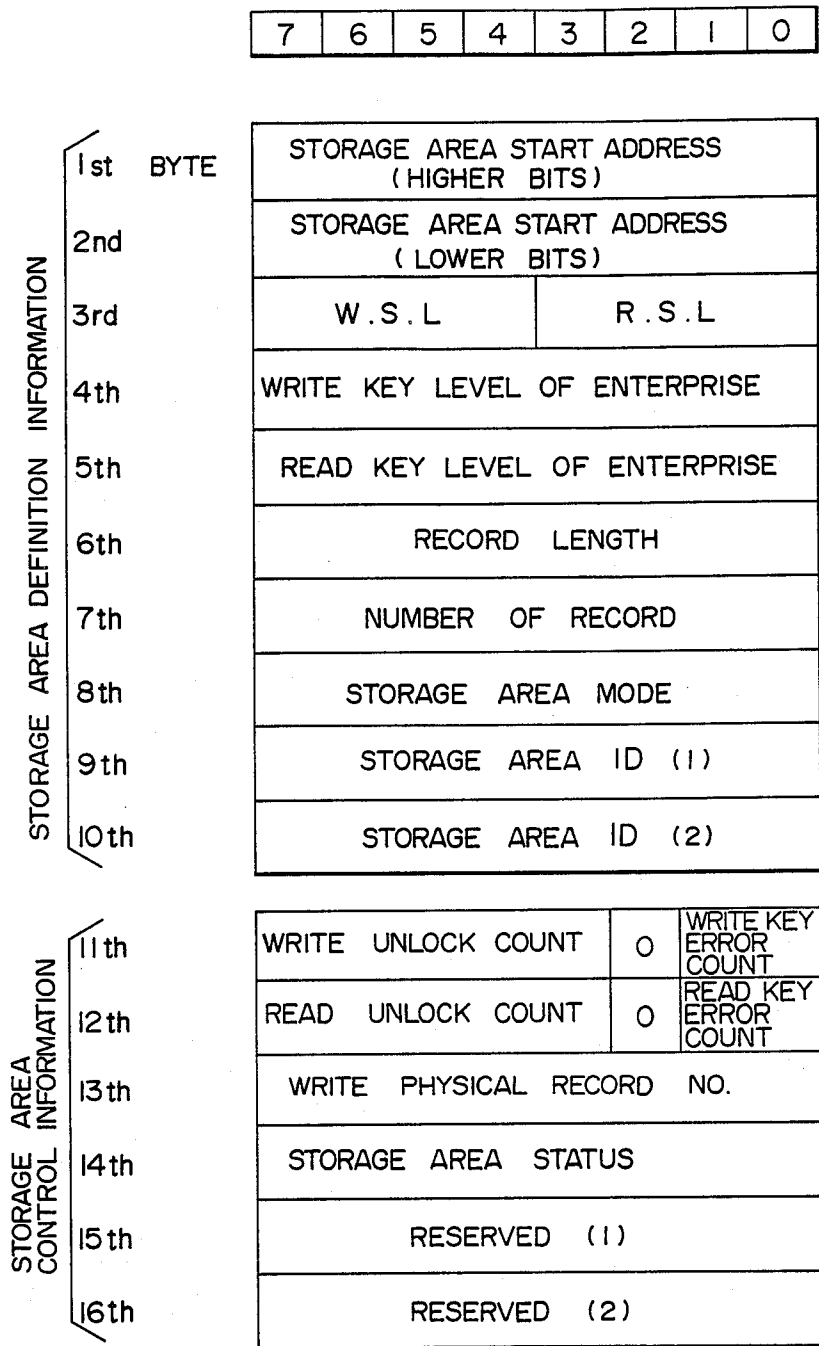 7 6 5 4 3 2 1 0
STORAGE AREA DEFINITION INFORMATION
1st BYTE STORAGE AREA START ADDRESS
(HIGHER BITS)
2nd STORAGE AREA START ADDRESS
(LOWER BITS)
3rd W.S.L R.S.L
4th WRITE KEY LEVEL OF ENTERPRISE
5th READ KEY LEVEL OF ENTERPRISE
6th RECORD LENGTH
7th NUMBER OF RECORD
8th STORAGE AREA MODE
9th STORAGE AREA ID (1)
10th STORAGE AREA ID (2)
STORAGE AREA
CONTROL INFORMATION
11th WRITE UNLOCK COUNT 0 WRITE KEY
ERROR
COUNT
12th READ UNLOCK COUNT 0 READ KEY
ERROR
COUNT
13th WRITE PHYSICAL RECORD NO.
14th STORAGE AREA STATUS
15th RESERVED (1)
16th RESERVED (2)